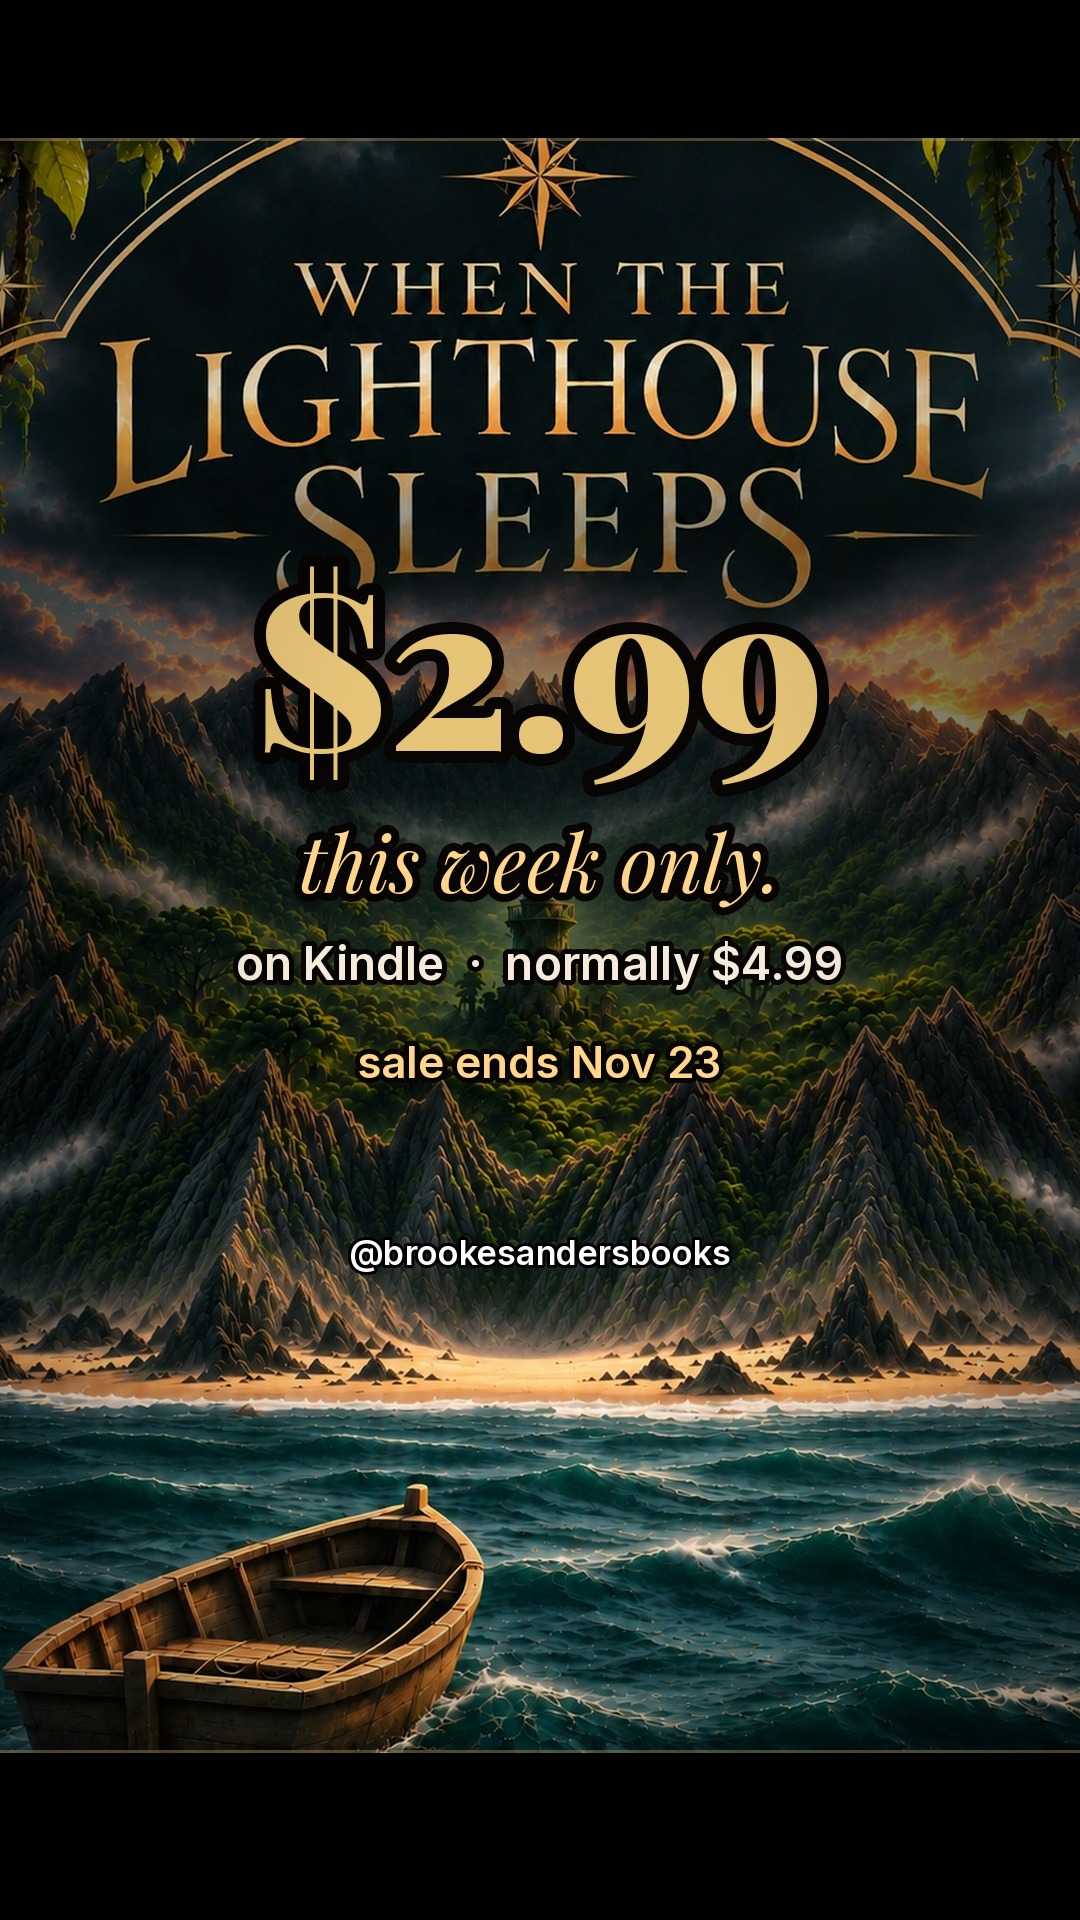 WHEN THE
LIGHTHOUSE
SLEEPS
$2.99
this week only.
on Kindle · normally $4.99
sale ends Nov 23
@brookesandersbooks